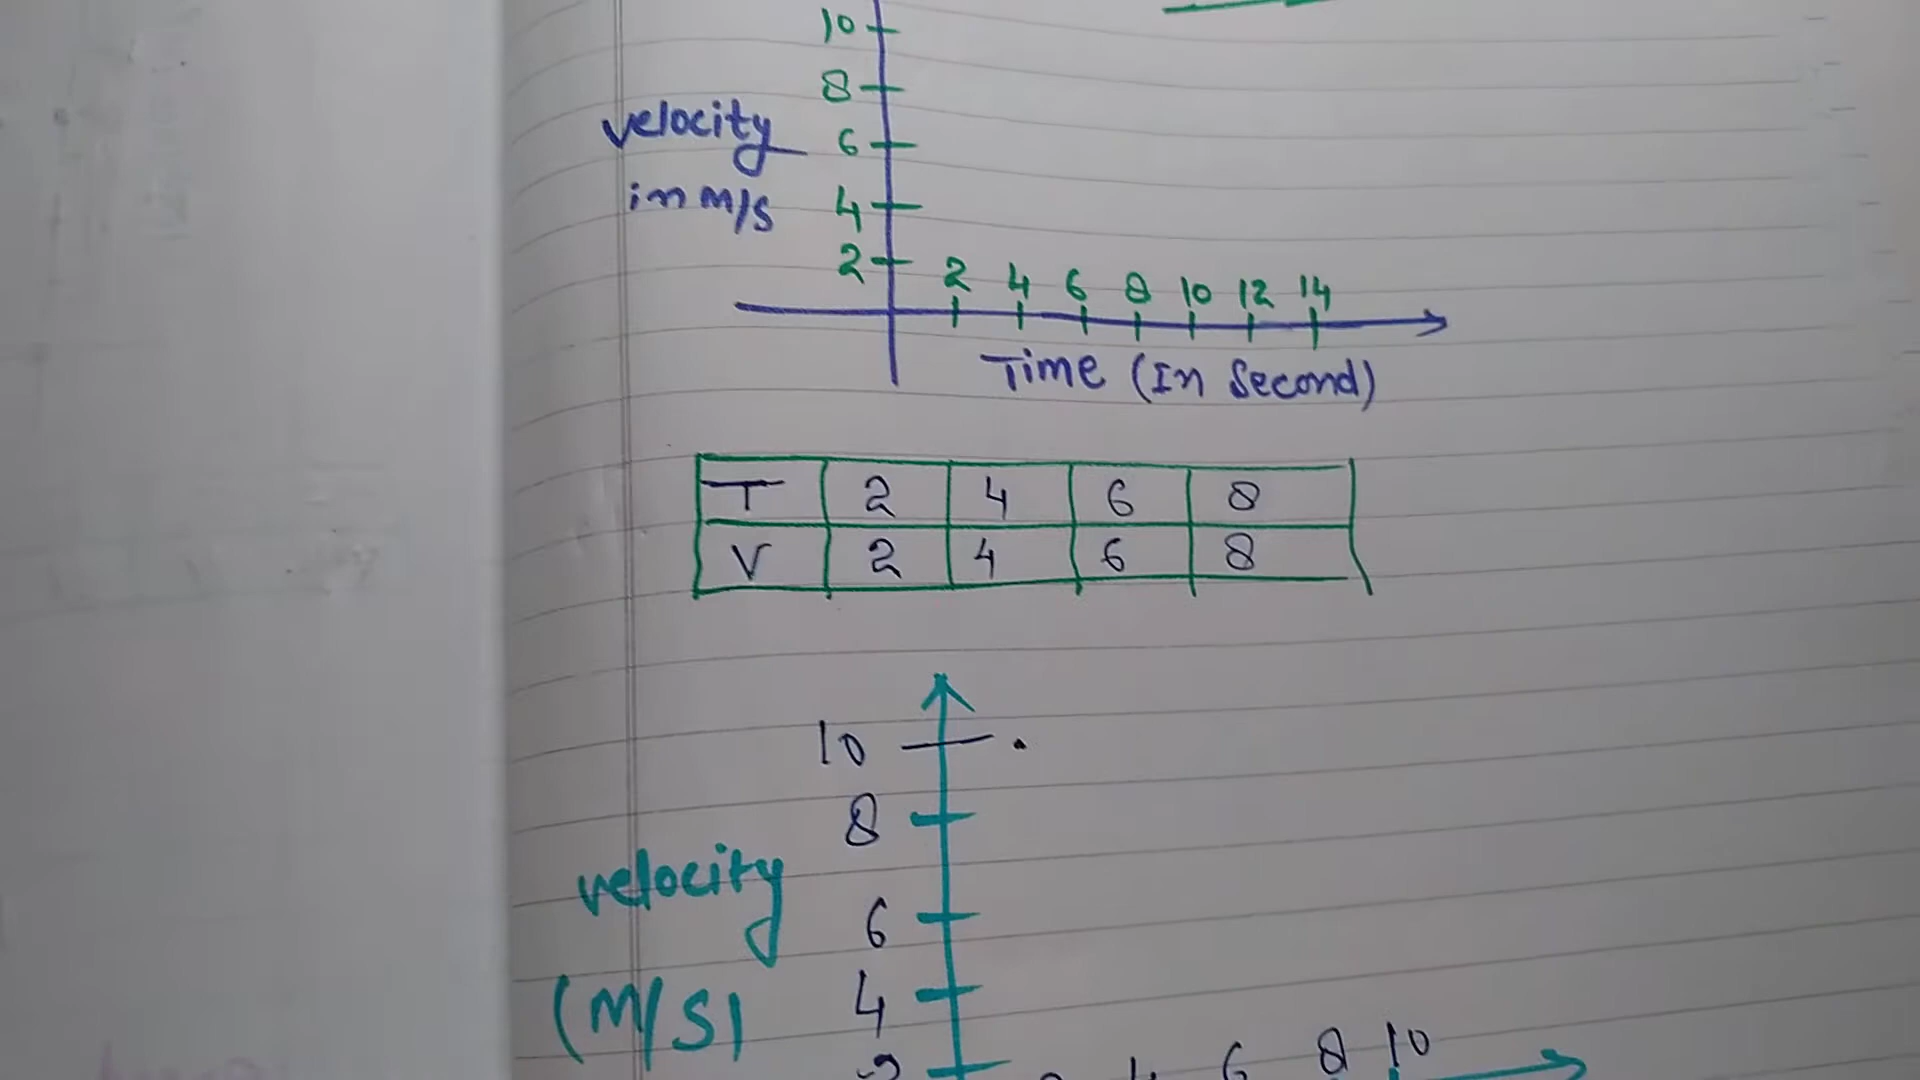 10
8
velocity
6
in M/S
4
2
2 4 6 8 10 12 14
Time (In Second)
T 2 4 6 8
V 2 4 6 8
10
8
velocity
6
(M/S)
4
6 8 10